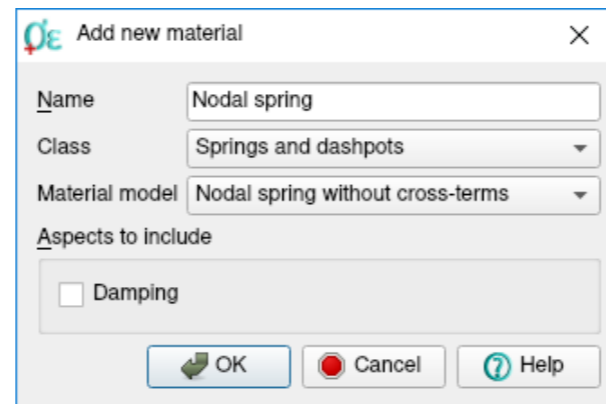 Add new material
Name Nodal spring
Class Springs and dashpots
Material model Nodal spring without cross-terms
Aspects to include
Damping
OK Cancel Help